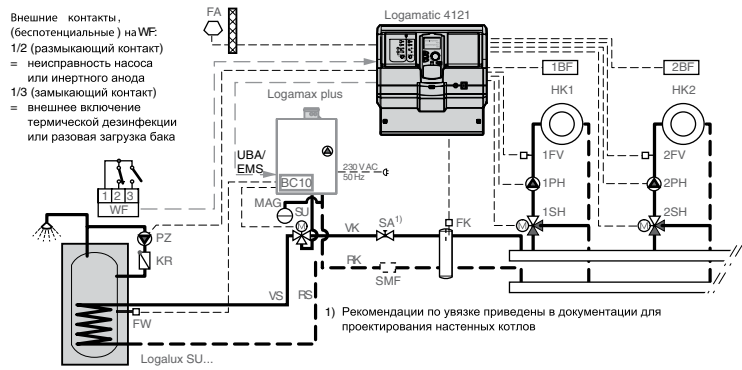 Внешние контакты,
(беспотенциальные) на WF:
1/2 (размыкающий контакт)
= неисправность насоса
или инертного анода
1/3 (замыкающий контакт)
= внешнее включение
термической дезинфекции
или разовая загрузка бака
FA
Logamatic 4121
1BF
2BF
HK1
HK2
Logamax plus
UBA/
EMS
BC10
230 V AC
50 Hz
1FV
2FV
1PH
2PH
1SH
2SH
M
M
1 2 3
WF
MAG
SU
M
VK
SA1)
FK
PZ
KR
RK
SMF
VS
RS
FW
Logalux SU...
1) Рекомендации по увязке приведены в документации для
проектирования настенных котлов